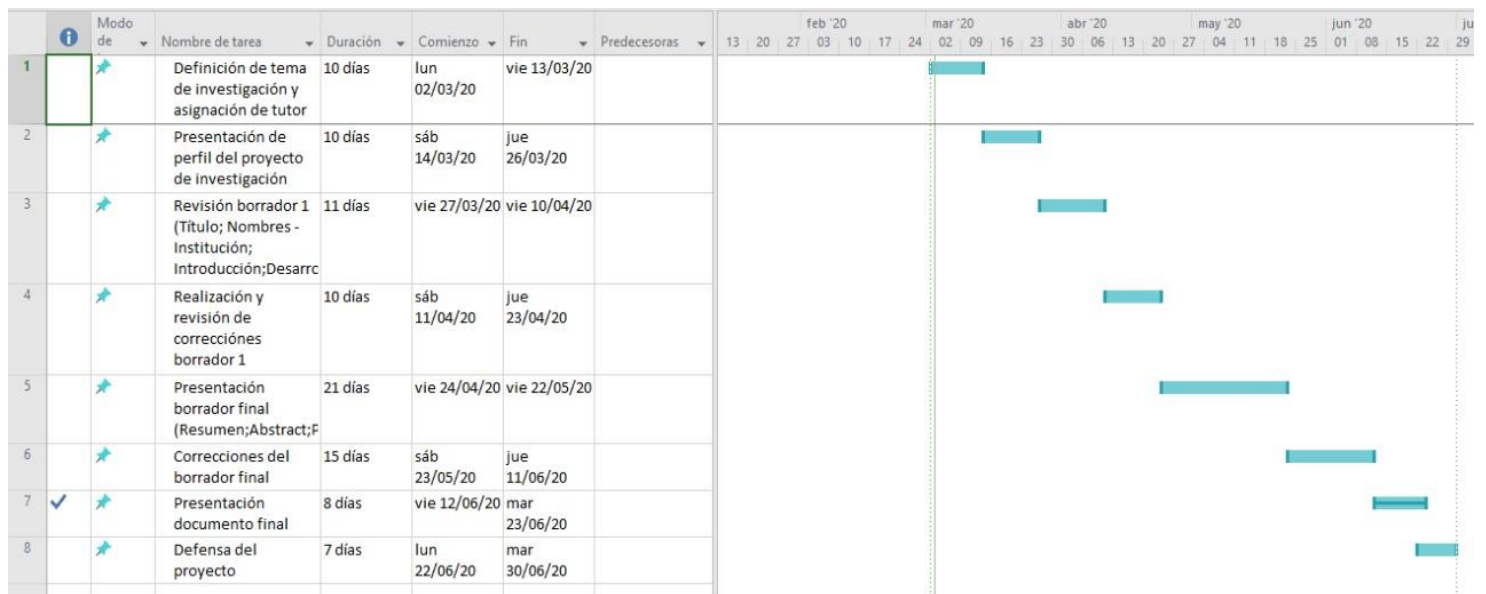 Modo
de
Nombre de tarea Duración Comienzo Fin Predecesoras
feb '20 mar '20 abr '20 may '20 jun '20 ju
13 20 27 03 10 17 24 02 09 16 23 30 06 13 20 27 04 11 18 25 01 08 15 22 29
1 Definición de tema 10 días lun vie 13/03/20
de investigación y 02/03/20
asignación de tutor
2 Presentación de 10 días sáb jue
perfil del proyecto 14/03/20 26/03/20
de investigación
3 Revisión borrador 1 11 días vie 27/03/20 vie 10/04/20
(Título; Nombres -
Institución;
Introducción;Desarrc
4 Realización y 10 días sáb jue
revisión de 11/04/20 23/04/20
correcciónes
borrador 1
5 Presentación 21 días vie 24/04/20 vie 22/05/20
borrador final
(Resumen;Abstract;P
6 Correcciones del 15 días sáb jue
borrador final 23/05/20 11/06/20
7 Presentación 8 días vie 12/06/20 mar
documento final 23/06/20
8 Defensa del 7 días lun mar
proyecto 22/06/20 30/06/20